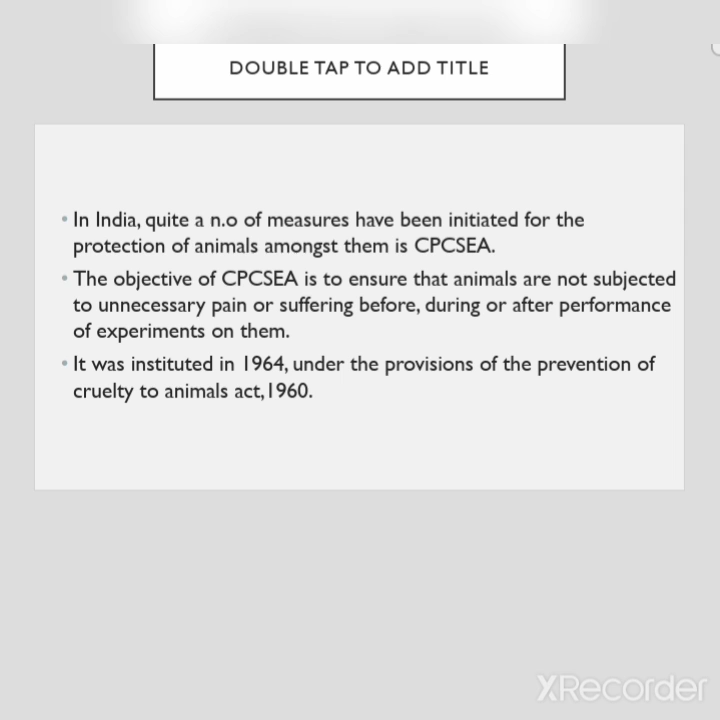 DOUBLE TAP TO ADD TITLE
• In India, quite a n.o of measures have been initiated for the
protection of animals amongst them is CPCSEA.
• The objective of CPCSEA is to ensure that animals are not subjected
to unnecessary pain or suffering before, during or after performance
of experiments on them.
• It was instituted in 1964, under the provisions of the prevention of
cruelty to animals act,1960.
XRecorder